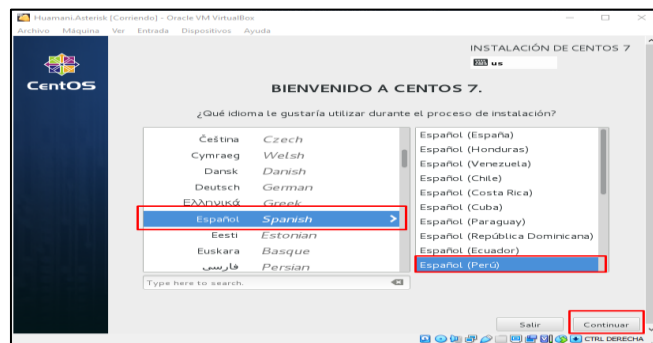 Huamani.Asterisk [Corriendo] - Oracle VM VirtualBox
Archivo Máquina Ver Entrada Dispositivos Ayuda
INSTALACIÓN DE CENTOS 7
us
CentOS
BIENVENIDO A CENTOS 7.
¿Qué idioma le gustaría utilizar durante el proceso de instalación?
Čeština Czech
Cymraeg Welsh
Dansk Danish
Deutsch German
Ελληνικά Greek
Español Spanish
Eesti Estonian
Euskara Basque
فارسی Persian
Type here to search.
Español (España)
Español (Honduras)
Español (Venezuela)
Español (Chile)
Español (Costa Rica)
Español (Cuba)
Español (Paraguay)
Español (República Dominicana)
Español (Ecuador)
Español (Perú)
Salir Continuar
CTRL DERECHA